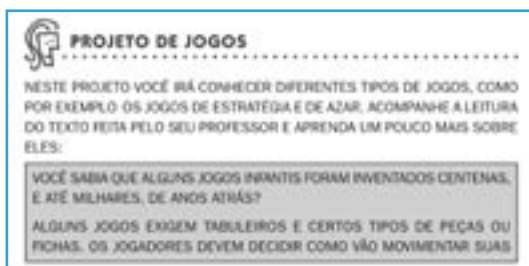 PROJETO DE JOGOS
NESTE PROJETO VOCÊ IRÁ CONHECER DIFERENTES TIPOS DE JOGOS, COMO
POR EXEMPLO OS JOGOS DE ESTRATÉGIA E DE AZAR. ACOMPANHE A LEITURA
DO TEXTO FEITA PELO SEU PROFESSOR E APRENDA UM POUCO MAIS SOBRE
ELES:
VOCÊ SABIA QUE ALGUNS JOGOS INFANTIS FORAM INVENTADOS CENTENAS,
E ATÉ MILHARES, DE ANOS ATRÁS?
ALGUNS JOGOS EXIGEM TABULEIROS E CERTOS TIPOS DE PEÇAS OU
FICHAS. OS JOGADORES DEVEM DECIDIR COMO VÃO MOVIMENTAR SUAS